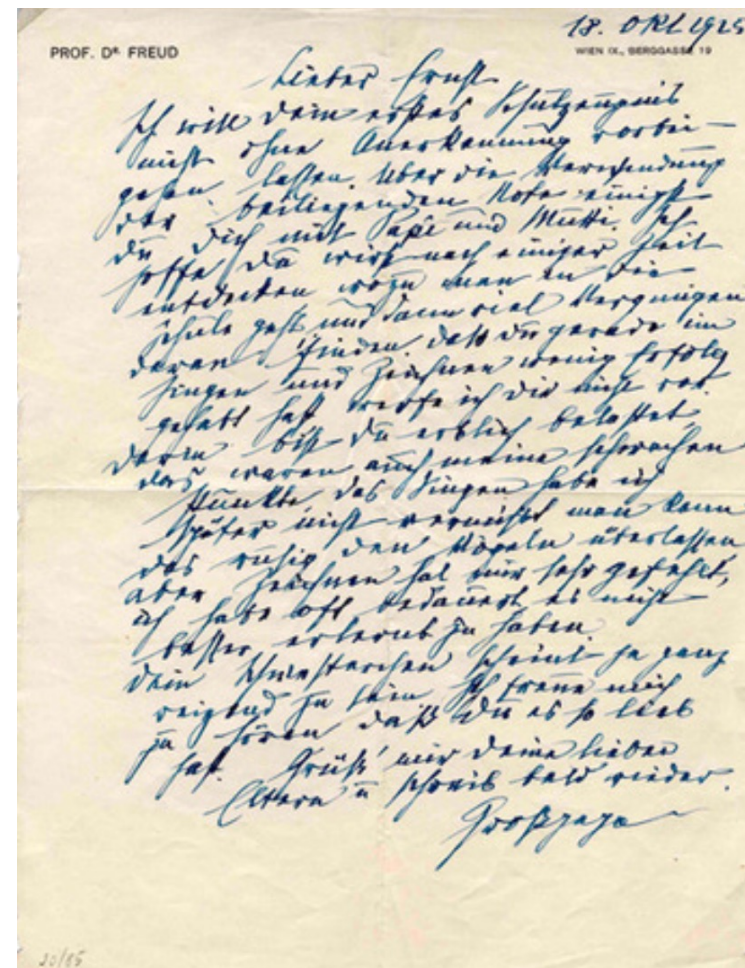 18. Okt 1925
PROF. DR. FREUD
WIEN IX., BERGGASSE 19
Lieber Ernst
Ich will dein erstes Schulzeugnis
nicht ohne Anerkennung vorbei-
gehen lassen. Über die Verwendung
der beiliegenden Note einigst
du dich mit Papi und Mutti. Ich
hoffe du wirst nach einiger Zeit
entdecken wozu man in die
Schule geht und dann viel Vergnügen
daran finden, daß du gerade im
Singen und Zeichnen wenig Erfolg
gehabt hast werfe ich dir nicht vor.
darin bist du erblich belastet,
das waren auch meine schwachen
Punkte, das Singen habe ich
später nicht vermißt man kann
das ruhig den Vögeln überlassen
aber Zeichnen hat mir sehr gefehlt,
ich habe oft bedauert es nicht
besser erlernt zu haben.
Dein Schwesterchen scheint ja ganz
reizend zu sein Ich freue mich
zu hören daß du es so lieb
hast. Grüß' mir deine lieben
Eltern u schreib bald wieder.
Großpapa
20/85